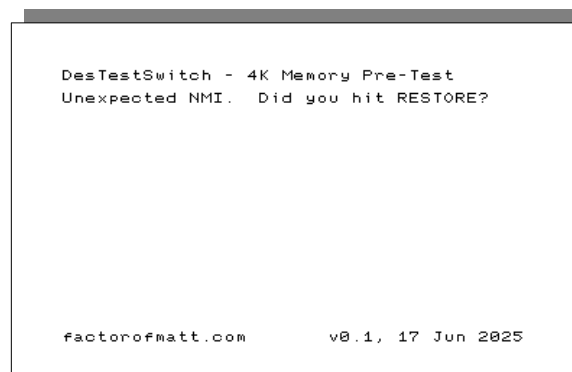 DesTestSwitch - 4K Memory Pre-Test
Unexpected NMI.  Did you hit RESTORE?
factorofmatt.com        v0.1, 17 Jun 2025